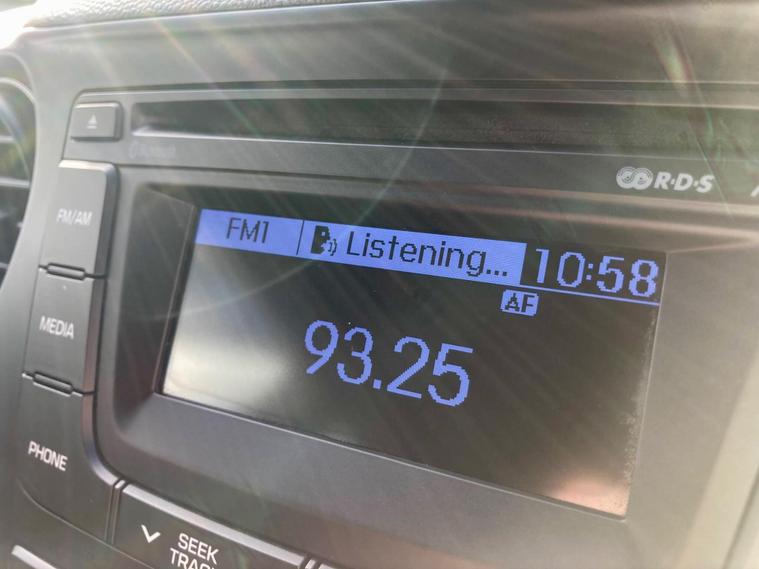 R·D·S
FM/AM
FM1 Listening... 10:58
AF
MEDIA
93.25
PHONE
SEEK